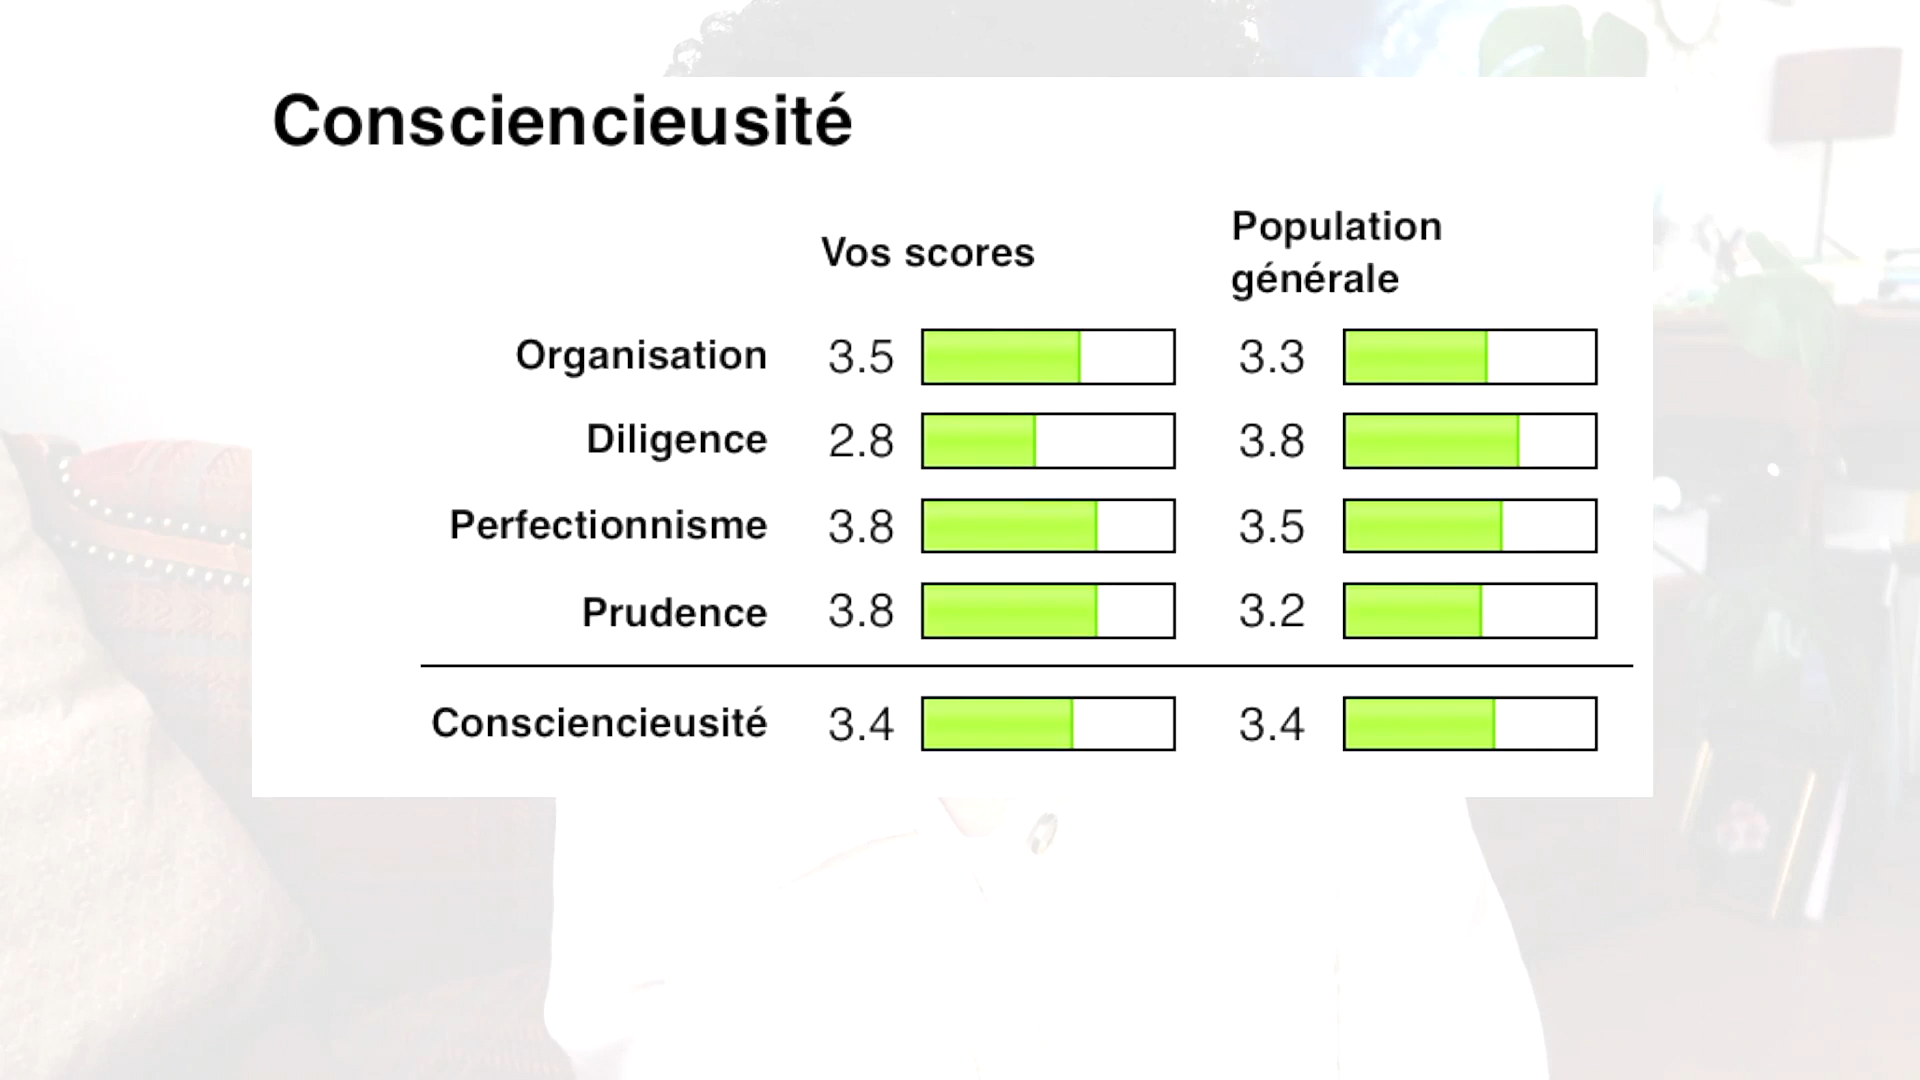 Consciencieusité
Vos scores
Population
générale
Organisation 3.5 3.3
Diligence 2.8 3.8
Perfectionnisme 3.8 3.5
Prudence 3.8 3.2
Consciencieusité 3.4 3.4